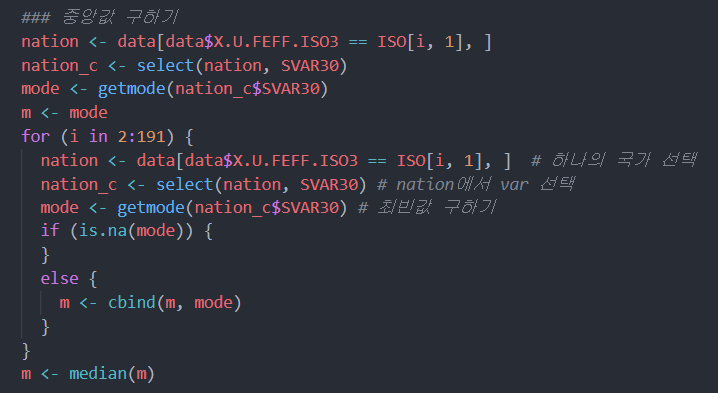 ### 중앙값 구하기
nation <- data[data$X.U.FEFF.ISO3 == ISO[i, 1], ]
nation_c <- select(nation, SVAR30)
mode <- getmode(nation_c$SVAR30)
m <- mode
for (i in 2:191) {
  nation <- data[data$X.U.FEFF.ISO3 == ISO[i, 1], ]  # 하나의 국가 선택
  nation_c <- select(nation, SVAR30) # nation에서 var 선택
  mode <- getmode(nation_c$SVAR30) # 최빈값 구하기
  if (is.na(mode)) {
  }
  else {
    m <- cbind(m, mode)
  }
}
m <- median(m)